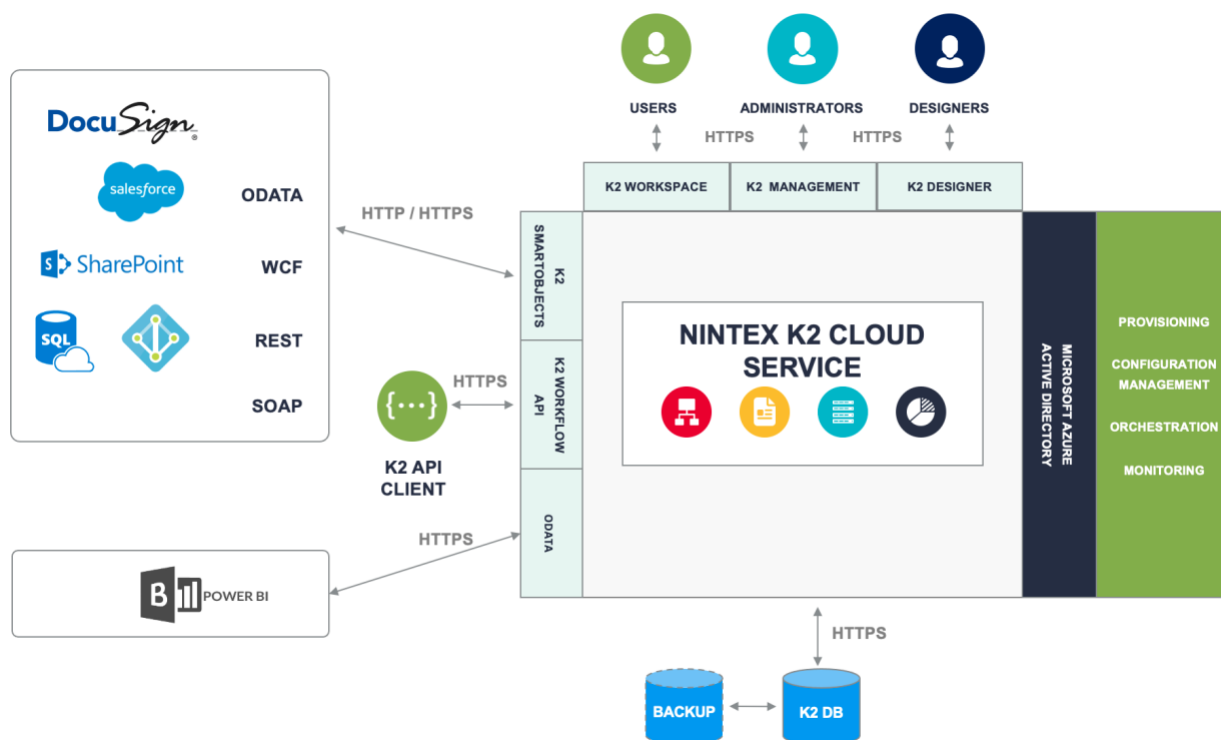 USERS
ADMINISTRATORS
DESIGNERS
HTTPS
HTTPS
K2 WORKSPACE
K2 MANAGEMENT
K2 DESIGNER
DocuSign®
salesforce
ODATA
S
SharePoint
WCF
SQL
REST
SOAP
HTTP / HTTPS
K2
SMARTOBJECTS
HTTPS
{...}
K2 API
CLIENT
K2 WORKFLOW
API
HTTPS
ODATA
B
POWER BI
NINTEX K2 CLOUD
SERVICE
MICROSOFT AZURE
ACTIVE DIRECTORY
PROVISIONING
CONFIGURATION
MANAGEMENT
ORCHESTRATION
MONITORING
HTTPS
BACKUP
K2 DB